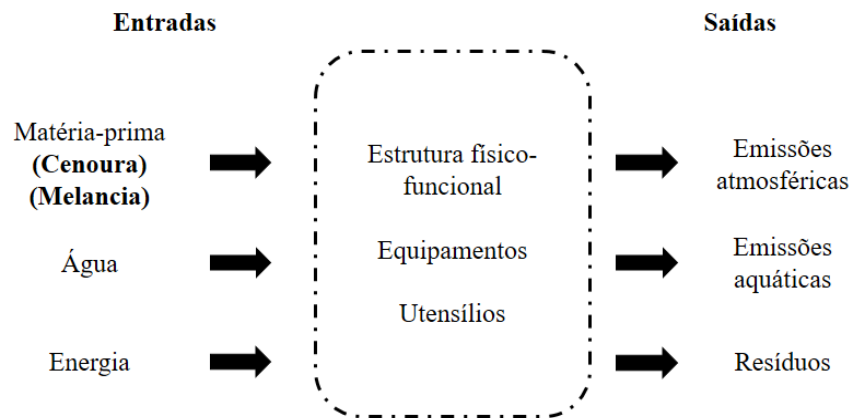 Entradas
Saídas
Matéria-prima
(Cenoura)
(Melancia)
Estrutura físico-
funcional
Emissões
atmosféricas
Água
Equipamentos
Emissões
aquáticas
Utensílios
Energia
Resíduos